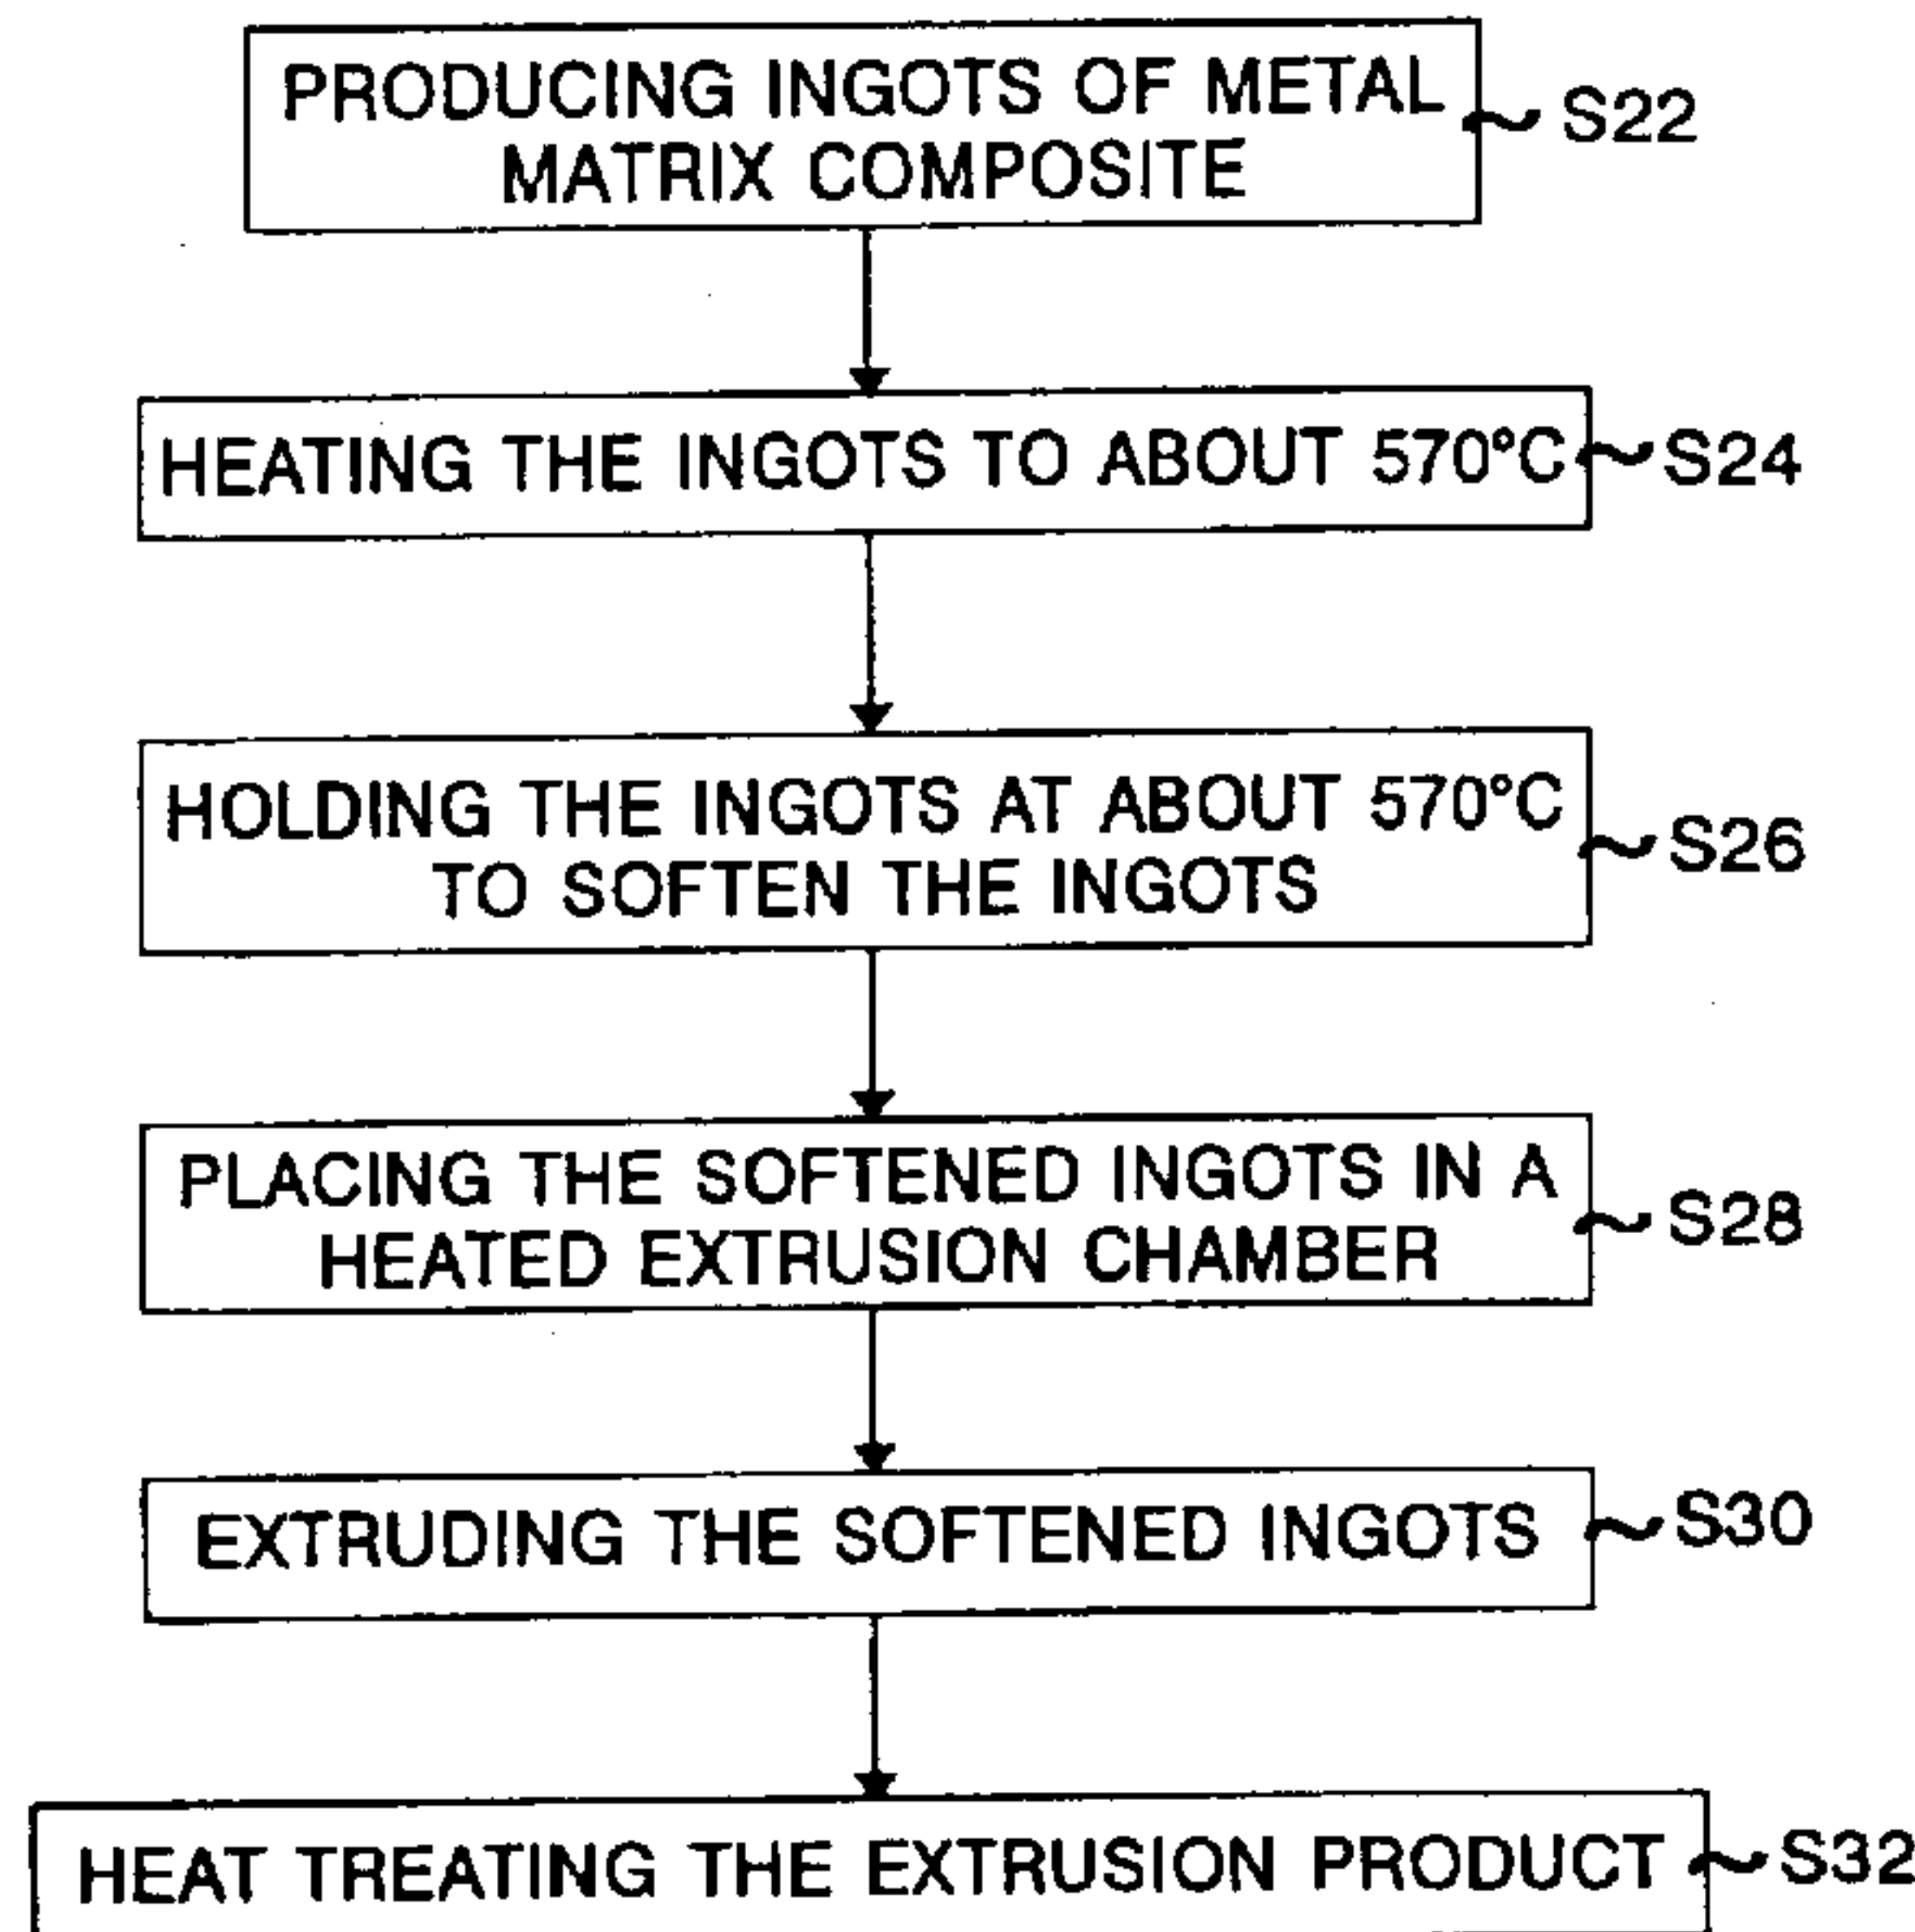 PRODUCING INGOTS OF METAL
MATRIX COMPOSITE
S22
HEATING THE INGOTS TO ABOUT 570°C
S24
HOLDING THE INGOTS AT ABOUT 570°C
TO SOFTEN THE INGOTS
S26
PLACING THE SOFTENED INGOTS IN A
HEATED EXTRUSION CHAMBER
S28
EXTRUDING THE SOFTENED INGOTS
S30
HEAT TREATING THE EXTRUSION PRODUCT
S32